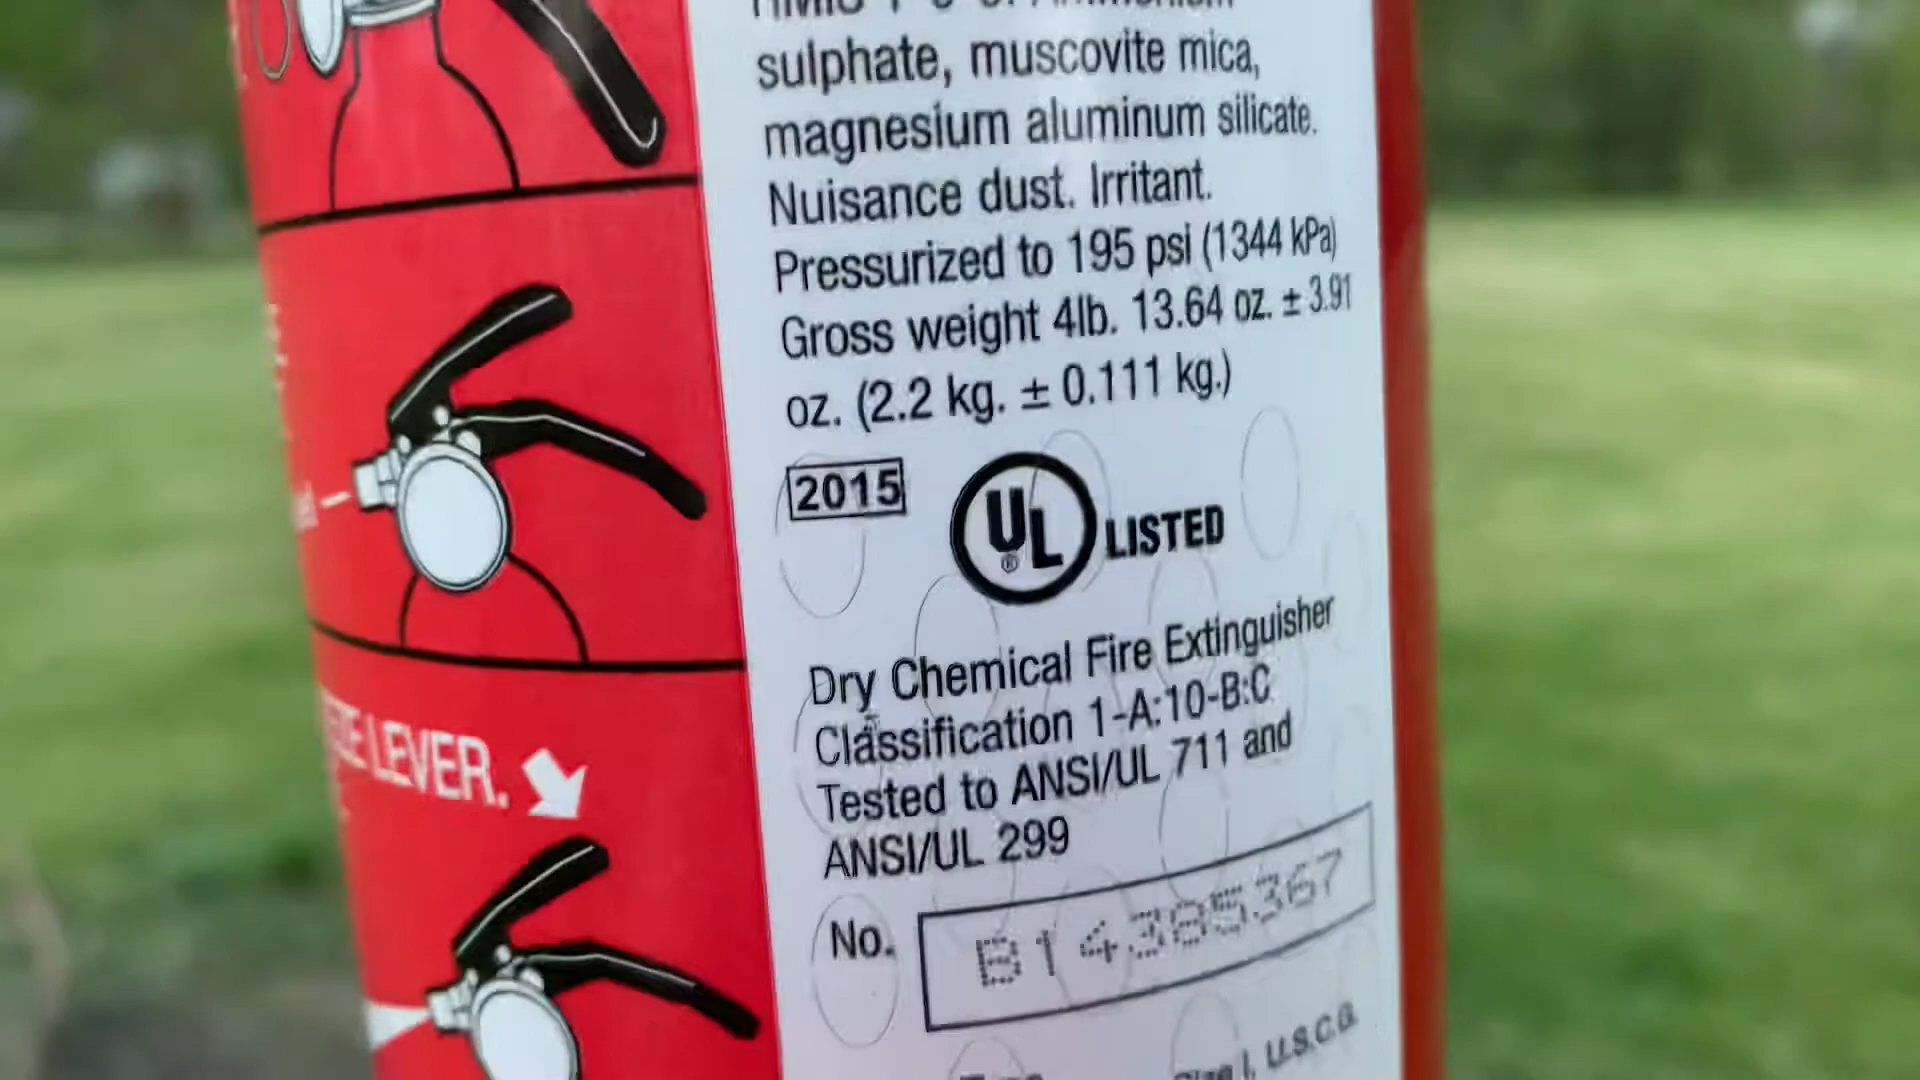 sulphate, muscovite mica,
magnesium aluminum silicate.
Nuisance dust. Irritant.
Pressurized to 195 psi (1344 kPa)
Gross weight 4lb. 13.64 oz. ± 3.91
oz. (2.2 kg. ± 0.111 kg.)
2015
UL® LISTED
Dry Chemical Fire Extinguisher
Classification 1-A:10-B:C
Tested to ANSI/UL 711 and
ANSI/UL 299
No. B14385367
I, U.S.C.G.
LEVER.